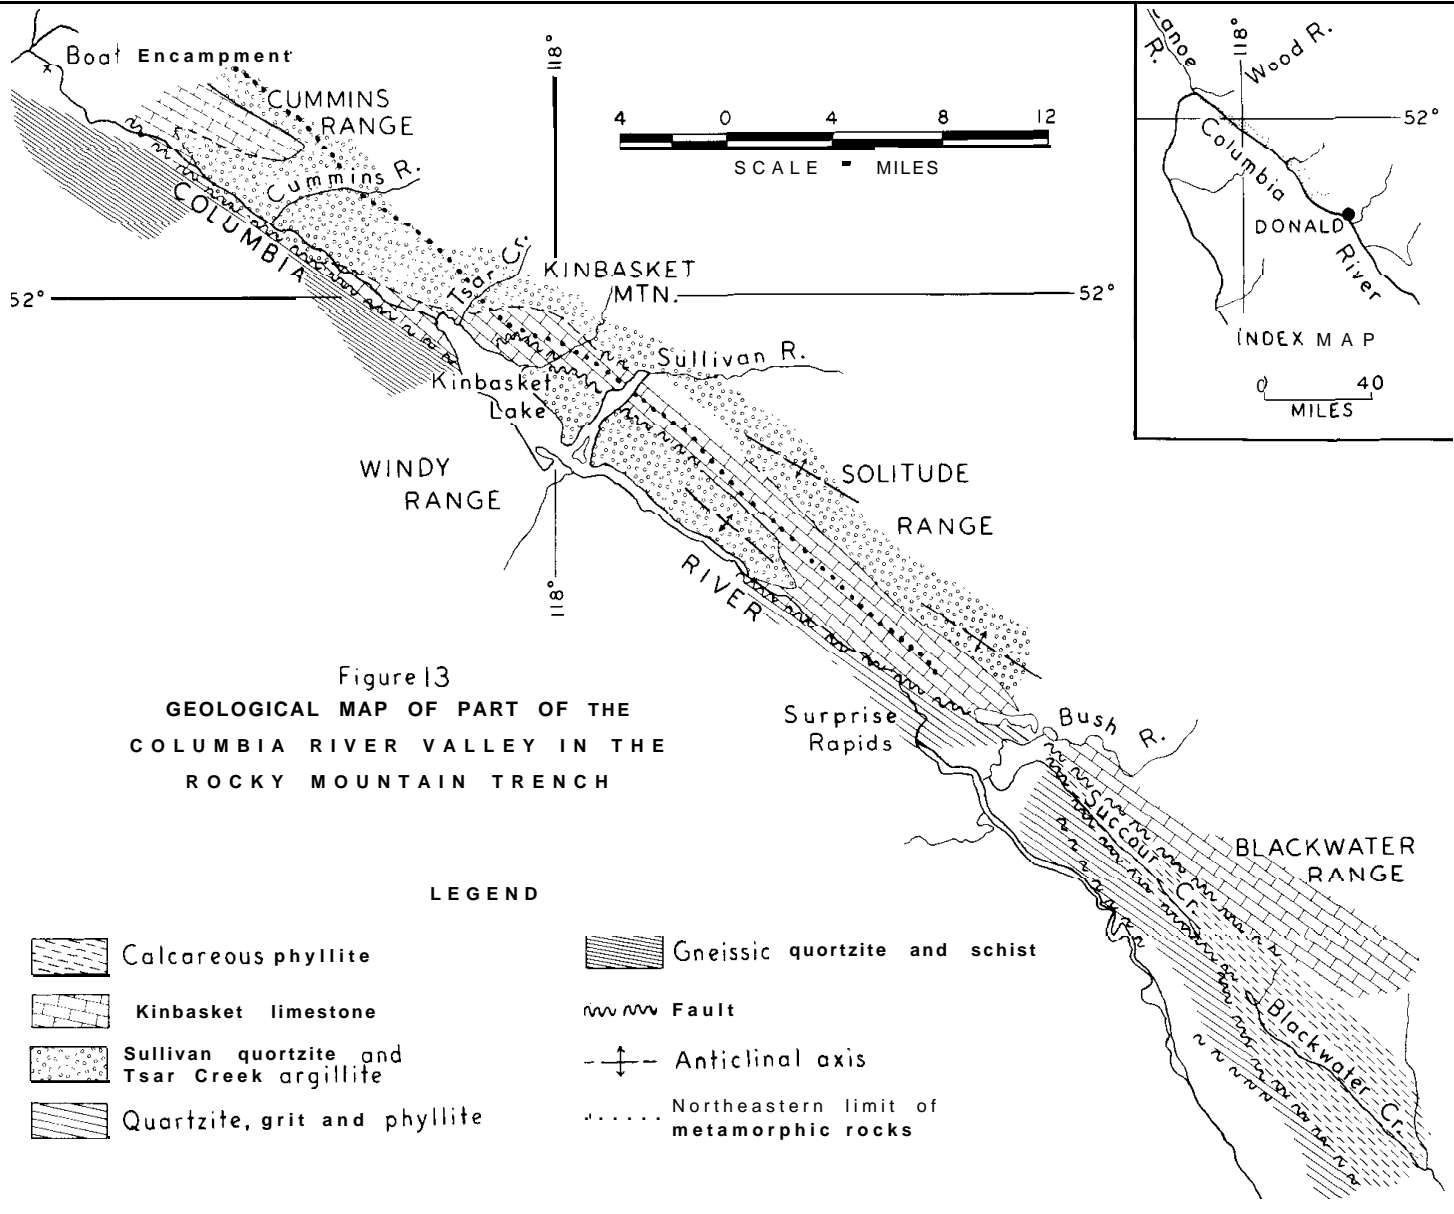 Boat Encampment
CUMMINS
RANGE
Cummins R.
COLUMBIA
118°
4 0 4 8 12
SCALE - MILES
Tsar Cr.
KINBASKET
MTN.
52°
52°
Sullivan R.
Kinbasket
Lake
WINDY
RANGE
SOLITUDE
RANGE
118°
RIVER
Surprise
Rapids
Bush R.
Succour Cr.
BLACKWATER
RANGE
Blackwater Cr.
anoe
R.
118°
Wood R.
52°
Columbia
DONALD
River
INDEX MAP
0 40
MILES
Figure 13
GEOLOGICAL MAP OF PART OF THE
COLUMBIA RIVER VALLEY IN THE
ROCKY MOUNTAIN TRENCH
LEGEND
Calcareous phyllite
Kinbasket limestone
Sullivan quortzite and
Tsar Creek argillite
Quartzite, grit and phyllite
Gneissic quortzite and schist
Fault
Anticlinal axis
Northeastern limit of
metamorphic rocks